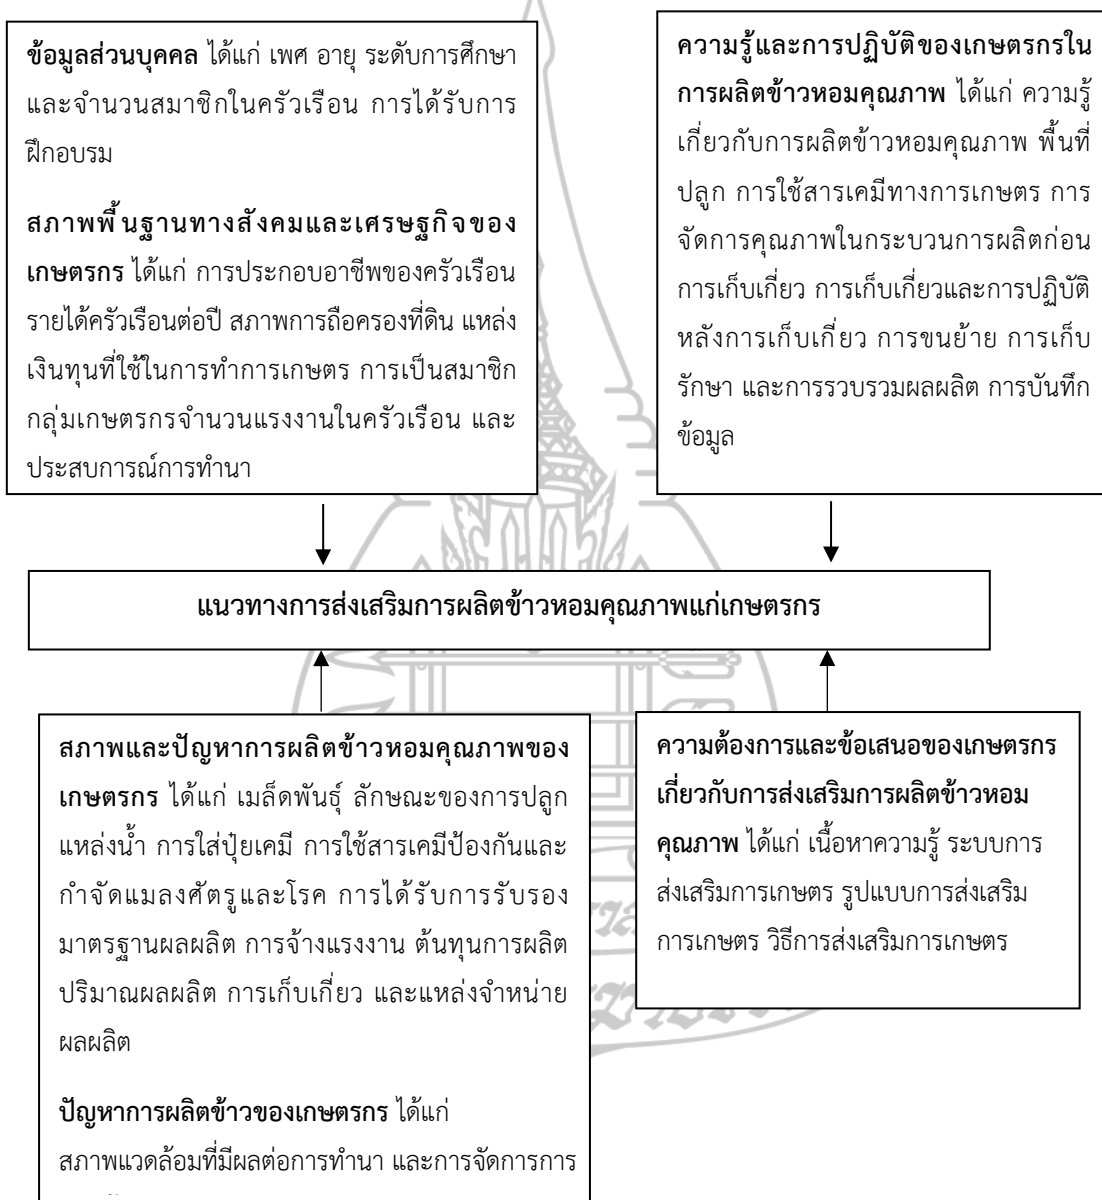 ข้อมูลส่วนบุคคล ได้แก่ เพศ อายุ ระดับการศึกษา
และจำนวนสมาชิกในครัวเรือน การได้รับการ
ฝึกอบรม
สภาพพื้นฐานทางสังคมและเศรษฐกิจของ
เกษตรกร ได้แก่ การประกอบอาชีพของครัวเรือน
รายได้ครัวเรือนต่อปี สภาพการถือครองที่ดิน แหล่ง
เงินทุนที่ใช้ในการทำการเกษตร การเป็นสมาชิก
กลุ่มเกษตรกรจำนวนแรงงานในครัวเรือน และ
ประสบการณ์การทำนา
ความรู้และการปฏิบัติของเกษตรกรใน
การผลิตข้าวหอมคุณภาพ ได้แก่ ความรู้
เกี่ยวกับการผลิตข้าวหอมคุณภาพ พื้นที่
ปลูก การใช้สารเคมีทางการเกษตร การ
จัดการคุณภาพในกระบวนการผลิตก่อน
การเก็บเกี่ยว การเก็บเกี่ยวและการปฏิบัติ
หลังการเก็บเกี่ยว การขนย้าย การเก็บ
รักษา และการรวบรวมผลผลิต การบันทึก
ข้อมูล
แนวทางการส่งเสริมการผลิตข้าวหอมคุณภาพแก่เกษตรกร
สภาพและปัญหาการผลิตข้าวหอมคุณภาพของ
เกษตรกร ได้แก่ เมล็ดพันธุ์ ลักษณะของการปลูก
แหล่งน้ำ การใส่ปุ๋ยเคมี การใช้สารเคมีป้องกันและ
กำจัดแมลงศัตรูและโรค การได้รับการรับรอง
มาตรฐานผลผลิต การจ้างแรงงาน ต้นทุนการผลิต
ปริมาณผลผลิต การเก็บเกี่ยว และแหล่งจำหน่าย
ผลผลิต
ปัญหาการผลิตข้าวของเกษตรกร ได้แก่
สภาพแวดล้อมที่มีผลต่อการทำนา และการจัดการการ
ความต้องการและข้อเสนอของเกษตรกร
เกี่ยวกับการส่งเสริมการผลิตข้าวหอม
คุณภาพ ได้แก่ เนื้อหาความรู้ ระบบการ
ส่งเสริมการเกษตร รูปแบบการส่งเสริม
การเกษตร วิธีการส่งเสริมการเกษตร